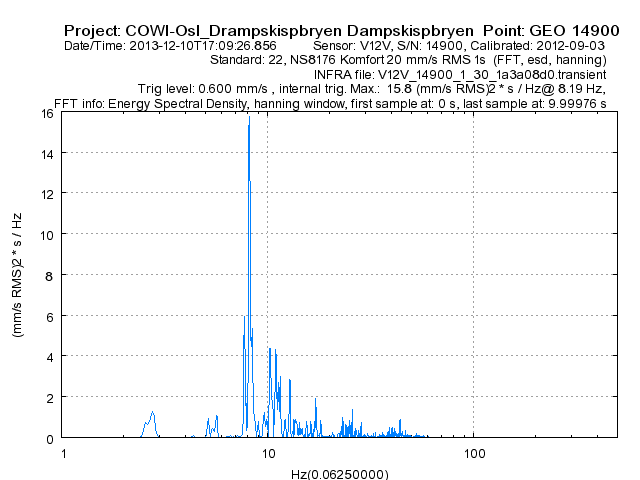 Project: COWI-Osl_Drampskispbryen Dampskispbryen  Point: GEO 14900
Date/Time: 2013-12-10T17:09:26.856 Sensor: V12V, S/N: 14900, Calibrated: 2012-09-03
Standard: 22, NS8176 Komfort 20 mm/s RMS 1s (FFT, esd, hanning)
INFRA file: V12V_14900_1_30_1a3a08d0.transient
Trig level: 0.600 mm/s , internal trig. Max.: 15.8 (mm/s RMS)2 * s / Hz@ 8.19 Hz,
FFT info: Energy Spectral Density, hanning window, first sample at: 0 s, last sample at: 9.99976 s
16
14
12
10
8
6
4
2
0
(mm/s RMS)2 * s / Hz
1 10 100
Hz(0.06250000)